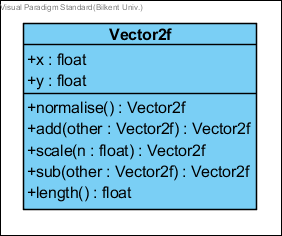 Visual Paradigm Standard(Bilkent Univ.)
Vector2f
+x : float
+y : float
+normalise() : Vector2f
+add(other : Vector2f) : Vector2f
+scale(n : float) : Vector2f
+sub(other : Vector2f) : Vector2f
+length() : float